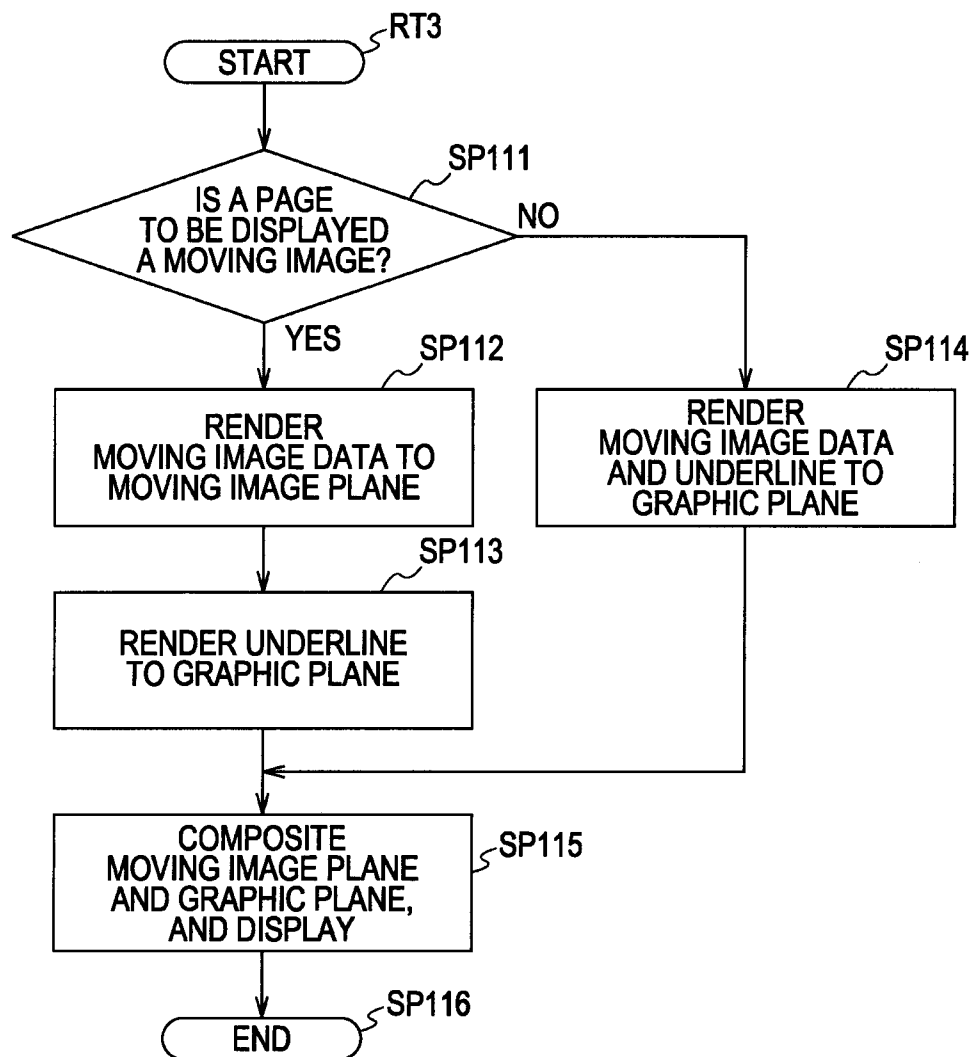 RT3
START
SP111
IS A PAGE
TO BE DISPLAYED
A MOVING IMAGE?
NO
YES
SP112
RENDER
MOVING IMAGE DATA TO
MOVING IMAGE PLANE
SP114
RENDER
MOVING IMAGE DATA
AND UNDERLINE TO
GRAPHIC PLANE
SP113
RENDER UNDERLINE
TO GRAPHIC PLANE
COMPOSITE
MOVING IMAGE PLANE
AND GRAPHIC PLANE,
AND DISPLAY
SP115
SP116
END